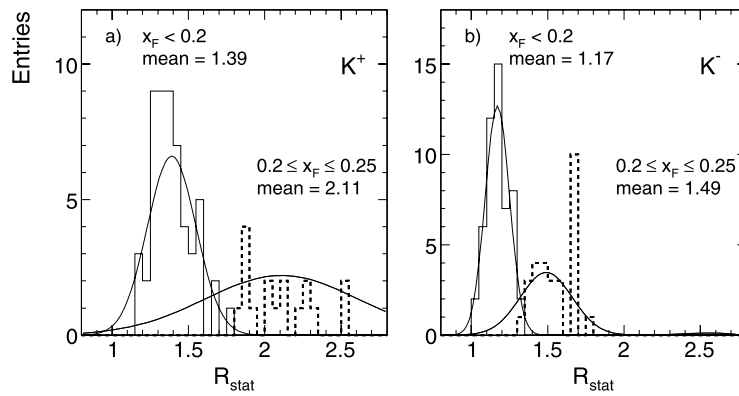 Entries
a) x_F < 0.2
mean = 1.39
K⁺
0.2 ≤ x_F ≤ 0.25
mean = 2.11
10
5
0
1 1.5 2 2.5
R_stat
b) x_F < 0.2
mean = 1.17
K⁻
0.2 ≤ x_F ≤ 0.25
mean = 1.49
15
10
5
0
1 1.5 2 2.5
R_stat